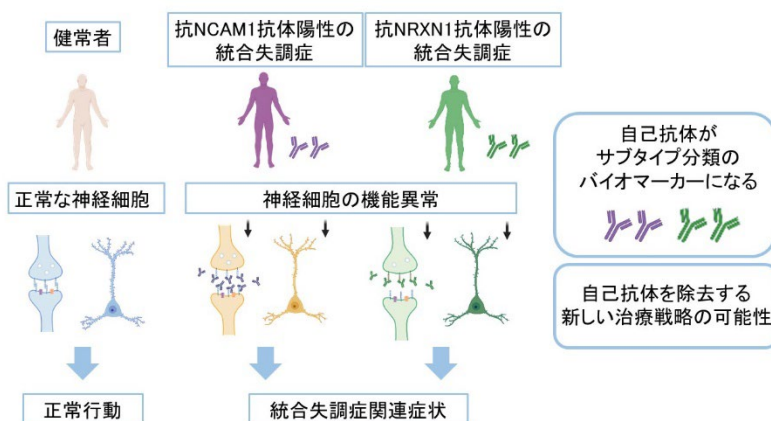 健常者
抗NCAM1抗体陽性の
統合失調症
抗NRXN1抗体陽性の
統合失調症
正常な神経細胞
神経細胞の機能異常
正常行動
統合失調症関連症状
自己抗体が
サブタイプ分類の
バイオマーカーになる
自己抗体を除去する
新しい治療戦略の可能性